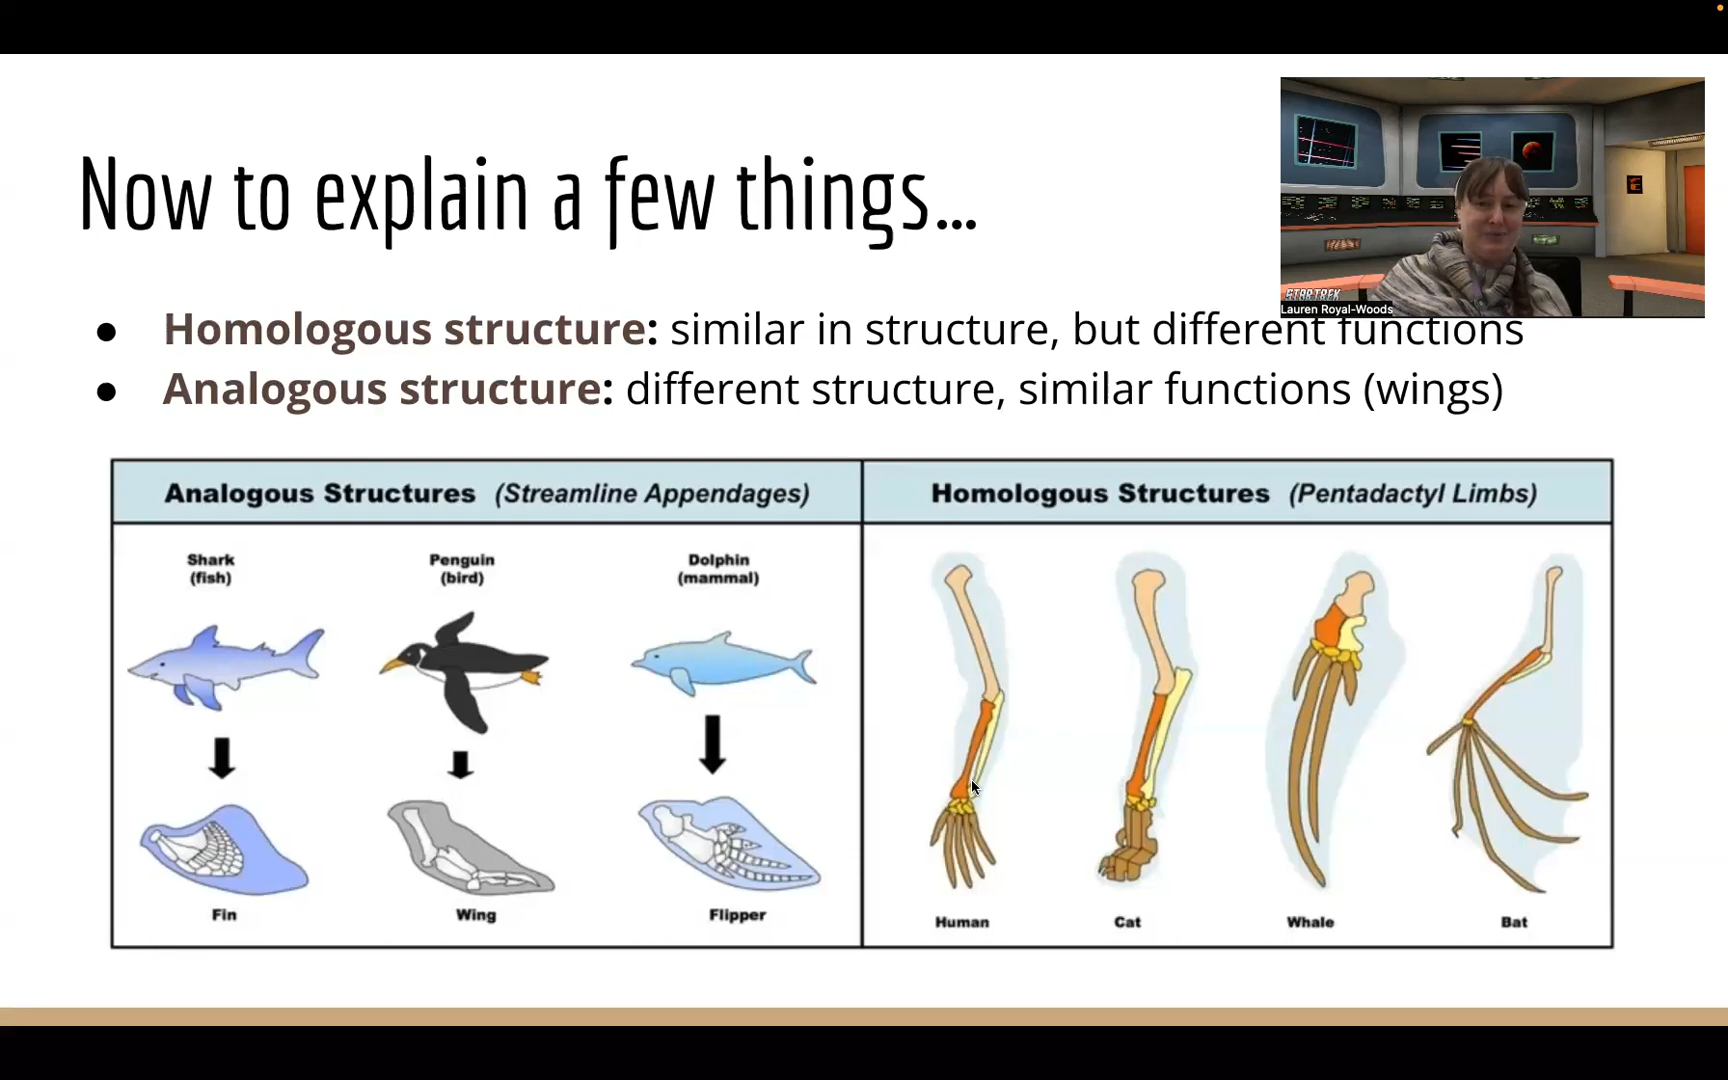 Now to explain a few things...
STAR TREK
Lauren Royal-Woods
● Homologous structure: similar in structure, but different functions
● Analogous structure: different structure, similar functions (wings)
Analogous Structures (Streamline Appendages)
Homologous Structures (Pentadactyl Limbs)
Shark
(fish)
Penguin
(bird)
Dolphin
(mammal)
Fin
Wing
Flipper
Human
Cat
Whale
Bat